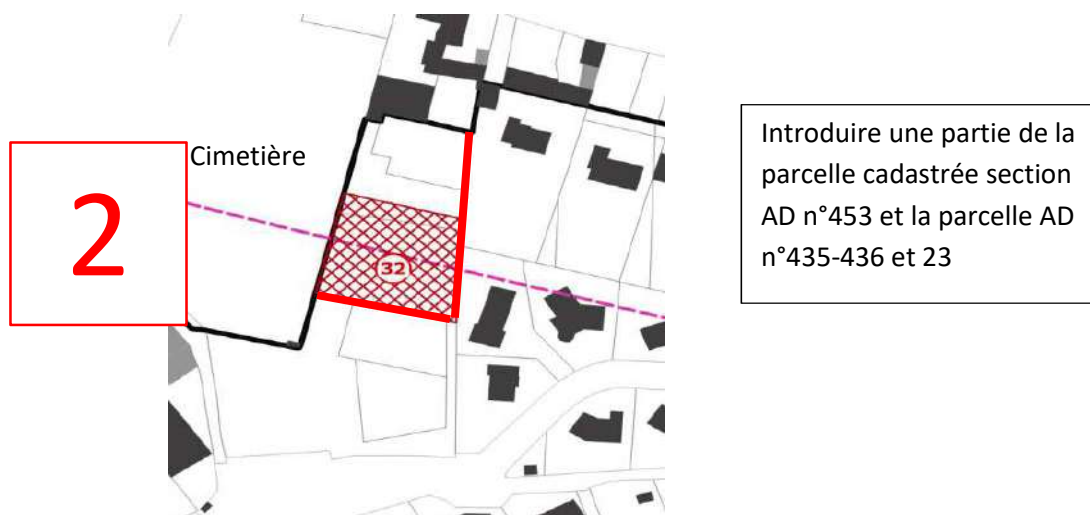 2
Cimetière
32
Introduire une partie de la
parcelle cadastrée section
AD n°453 et la parcelle AD
n°435-436 et 23